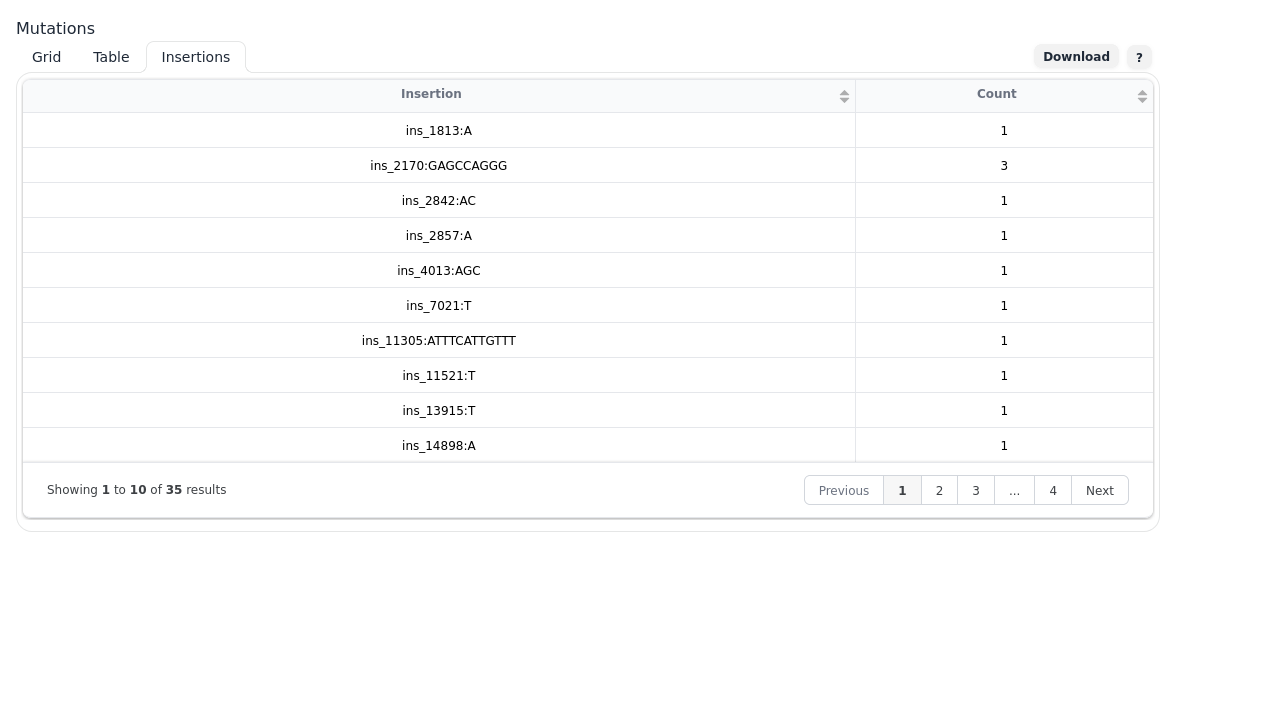 Mutations
Grid Table Insertions Download ?
Insertion Count
ins_1813:A 1
ins_2170:GAGCCAGGG 3
ins_2842:AC 1
ins_2857:A 1
ins_4013:AGC 1
ins_7021:T 1
ins_11305:ATTTCATTGTTT 1
ins_11521:T 1
ins_13915:T 1
ins_14898:A 1
Showing 1 to 10 of 35 results Previous 1 2 3 ... 4 Next